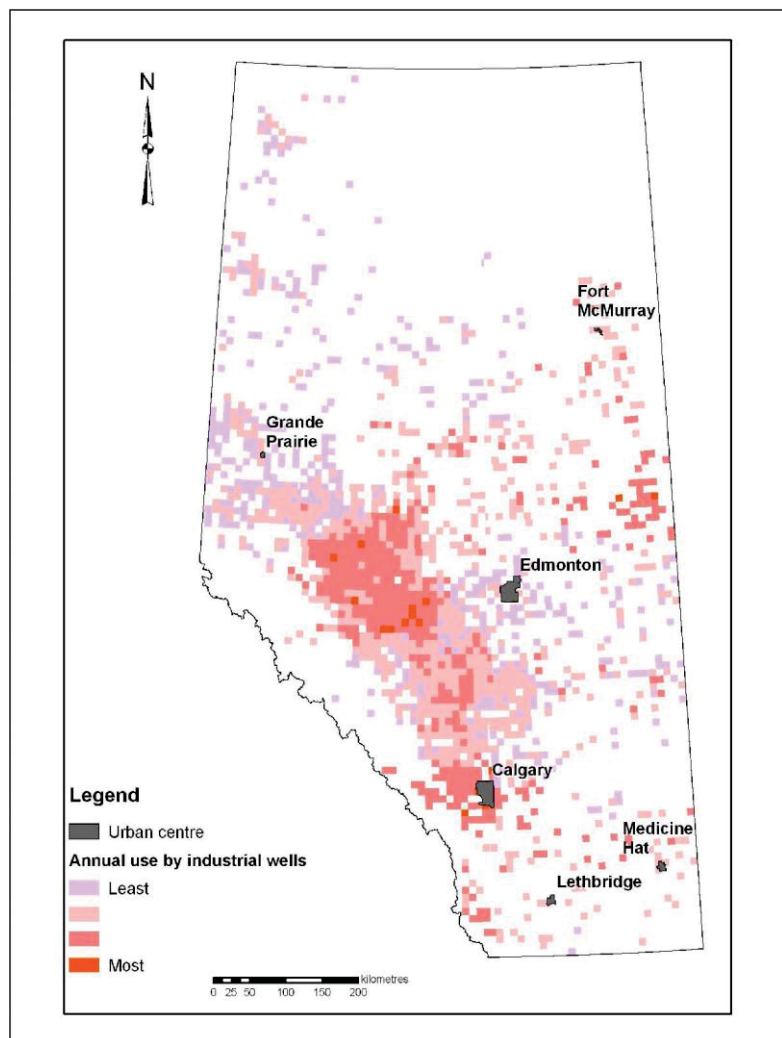 N
Fort
McMurray
Grande
Prairie
Edmonton
Calgary
Medicine
Hat
Lethbridge
Legend
Urban centre
Annual use by industrial wells
Least
Most
kilometres
0 25 50 100 150 200